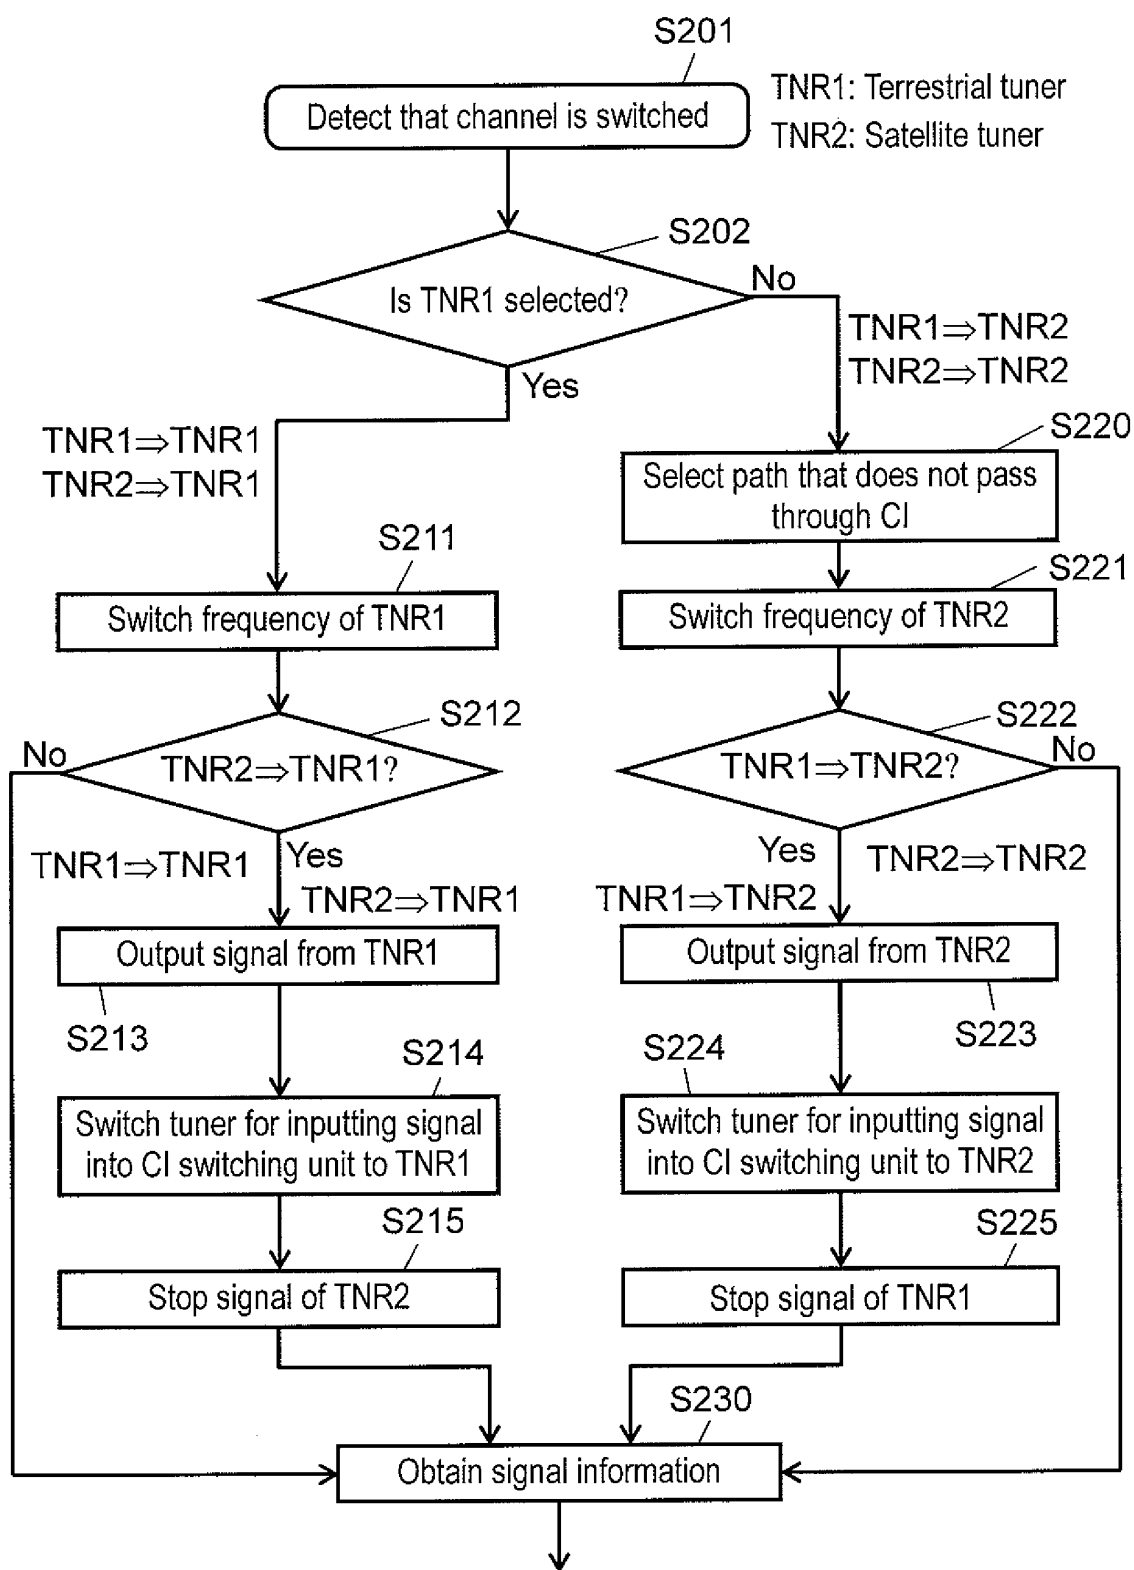 S201
TNR1: Terrestrial tuner
Detect that channel is switched
TNR2: Satellite tuner
S202
No
Is TNR1 selected?
TNR1⇒TNR2
TNR2⇒TNR2
Yes
TNR1⇒TNR1
TNR2⇒TNR1
S220
Select path that does not pass
through CI
S211
Switch frequency of TNR1
S221
Switch frequency of TNR2
S212
No
TNR2⇒TNR1?
S222
No
TNR1⇒TNR2?
TNR1⇒TNR1
Yes
TNR2⇒TNR1
Yes
TNR2⇒TNR2
TNR1⇒TNR2
Output signal from TNR1
S213
Output signal from TNR2
S223
S214
Switch tuner for inputting signal
into CI switching unit to TNR1
S224
Switch tuner for inputting signal
into CI switching unit to TNR2
S215
Stop signal of TNR2
S225
Stop signal of TNR1
S230
Obtain signal information